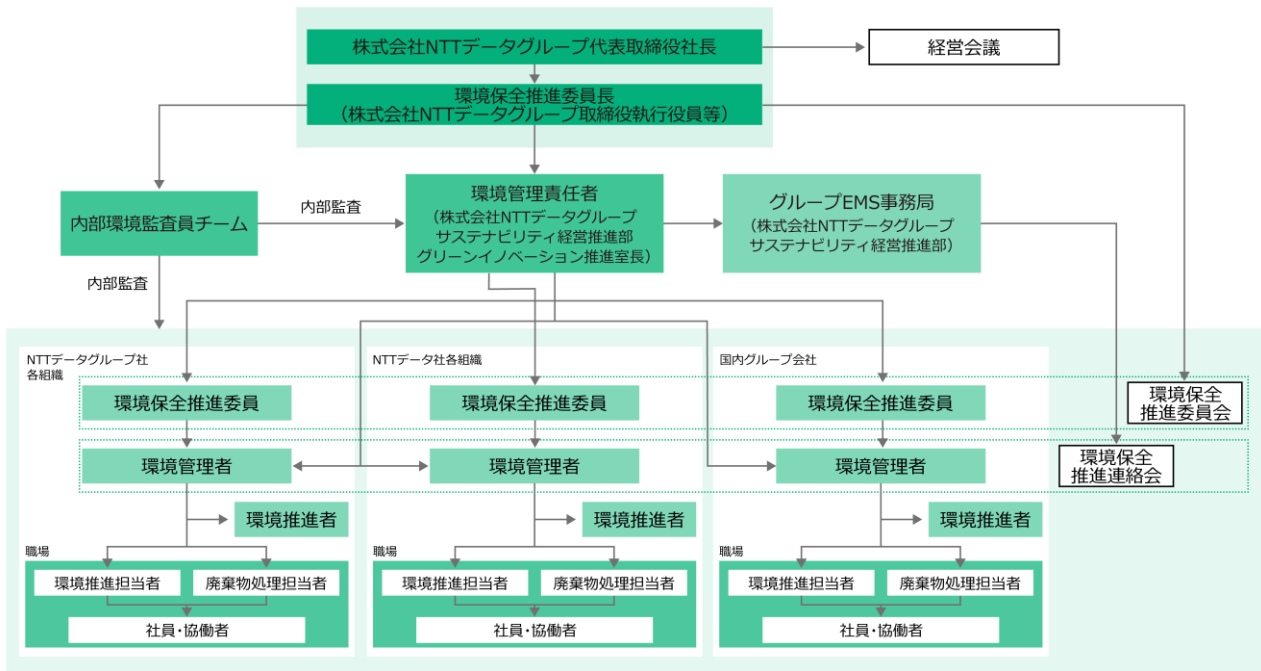 株式会社NTTデータグループ代表取締役社長
経営会議
環境保全推進委員長
（株式会社NTTデータグループ取締役執行役員等）
内部環境監査員チーム
内部監査
環境管理責任者
（株式会社NTTデータグループ
サステナビリティ経営推進部
グリーンイノベーション推進室長）
グループEMS事務局
（株式会社NTTデータグループ
サステナビリティ経営推進部）
内部監査
NTTデータグループ社
各組織
NTTデータ社各組織
国内グループ会社
環境保全推進委員
環境保全推進委員
環境保全推進委員
環境保全
推進委員会
環境管理者
環境管理者
環境管理者
環境保全
推進連絡会
環境推進者
環境推進者
環境推進者
職場
職場
職場
環境推進担当者
廃棄物処理担当者
環境推進担当者
廃棄物処理担当者
環境推進担当者
廃棄物処理担当者
社員・協働者
社員・協働者
社員・協働者